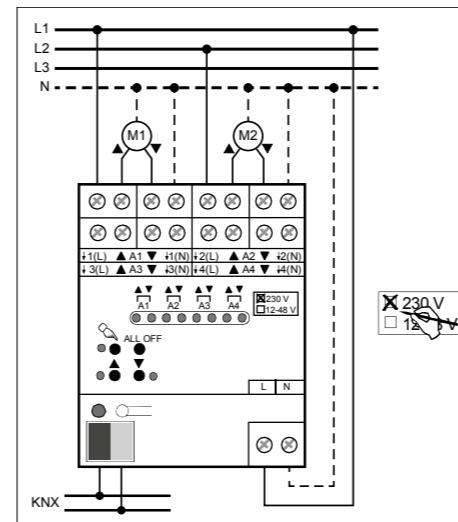 L1
L2
L3
N
M1 M2
1(L) ▲ A1 ▼ 1(N) 2(L) ▲ A2 ▼ 2(N)
3(L) ▲ A3 ▼ 3(N) 4(L) ▲ A4 ▼ 4(N)
▲▼ ▲▼ ▲▼ ▲▼
A1 A2 A3 A4
230 V
12-48 V
230 V
ALL OFF
▲ ▼
L N
KNX